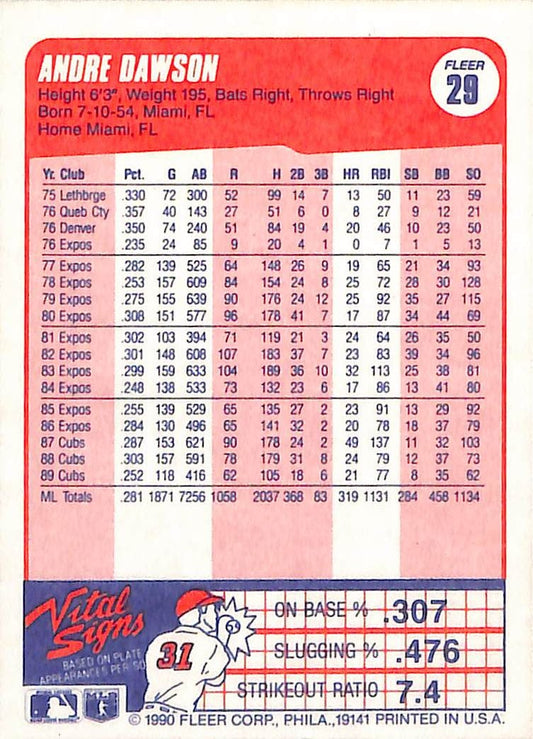 ANDRE DAWSON
FLEER
29
Height 6'3", Weight 195, Bats Right, Throws Right
Born 7-10-54, Miami, FL
Home Miami, FL
Yr. Club Pct. G AB R H 2B 3B HR RBI SB BB SO
75 Lethbrge .330 72 300 52 99 14 7 13 50 11 23 59
76 Queb Cty .357 40 143 27 51 6 0 8 27 9 12 21
76 Denver .350 74 240 51 84 19 4 20 46 10 23 50
76 Expos .235 24 85 9 20 4 1 0 7 1 5 13
77 Expos .282 139 525 64 148 26 9 19 65 21 34 93
78 Expos .253 157 609 84 154 24 8 25 72 28 30 128
79 Expos .275 155 639 90 176 24 12 25 92 35 27 115
80 Expos .308 151 577 96 178 41 7 17 87 34 44 69
81 Expos .302 103 394 71 119 21 3 24 64 26 35 50
82 Expos .301 148 608 107 183 37 7 23 83 39 34 96
83 Expos .299 159 633 104 189 36 10 32 113 25 38 81
84 Expos .248 138 533 73 132 23 6 17 86 13 41 80
85 Expos .255 139 529 65 135 27 2 23 91 13 29 92
86 Expos .284 130 496 65 141 32 2 20 78 18 37 79
87 Cubs .287 153 621 90 178 24 2 49 137 11 32 103
88 Cubs .303 157 591 78 179 31 8 24 79 12 37 73
89 Cubs .252 118 416 62 105 18 6 21 77 8 35 62
ML Totals .281 1871 7256 1058 2037 368 83 319 1131 284 458 1134
Vital Signs
BASED ON PLATE
APPEARANCES PER SO
31
ON BASE % .307
SLUGGING % .476
STRIKEOUT RATIO 7.4
© 1990 FLEER CORP., PHILA., 19141 PRINTED IN U.S.A.